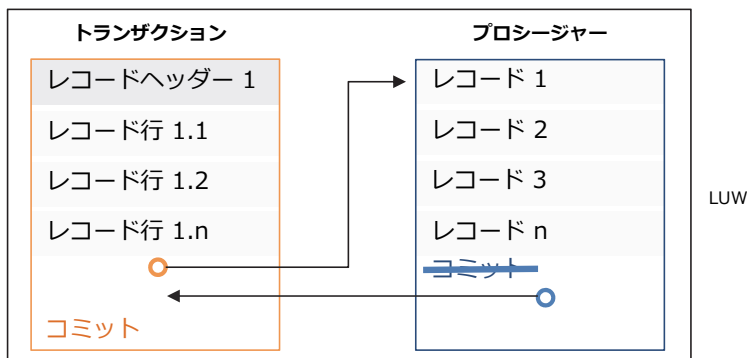 トランザクション
レコードヘッダー 1
レコード行 1.1
レコード行 1.2
レコード行 1.n
コミット
プロシージャー
レコード 1
レコード 2
レコード 3
レコード n
コミット
LUW